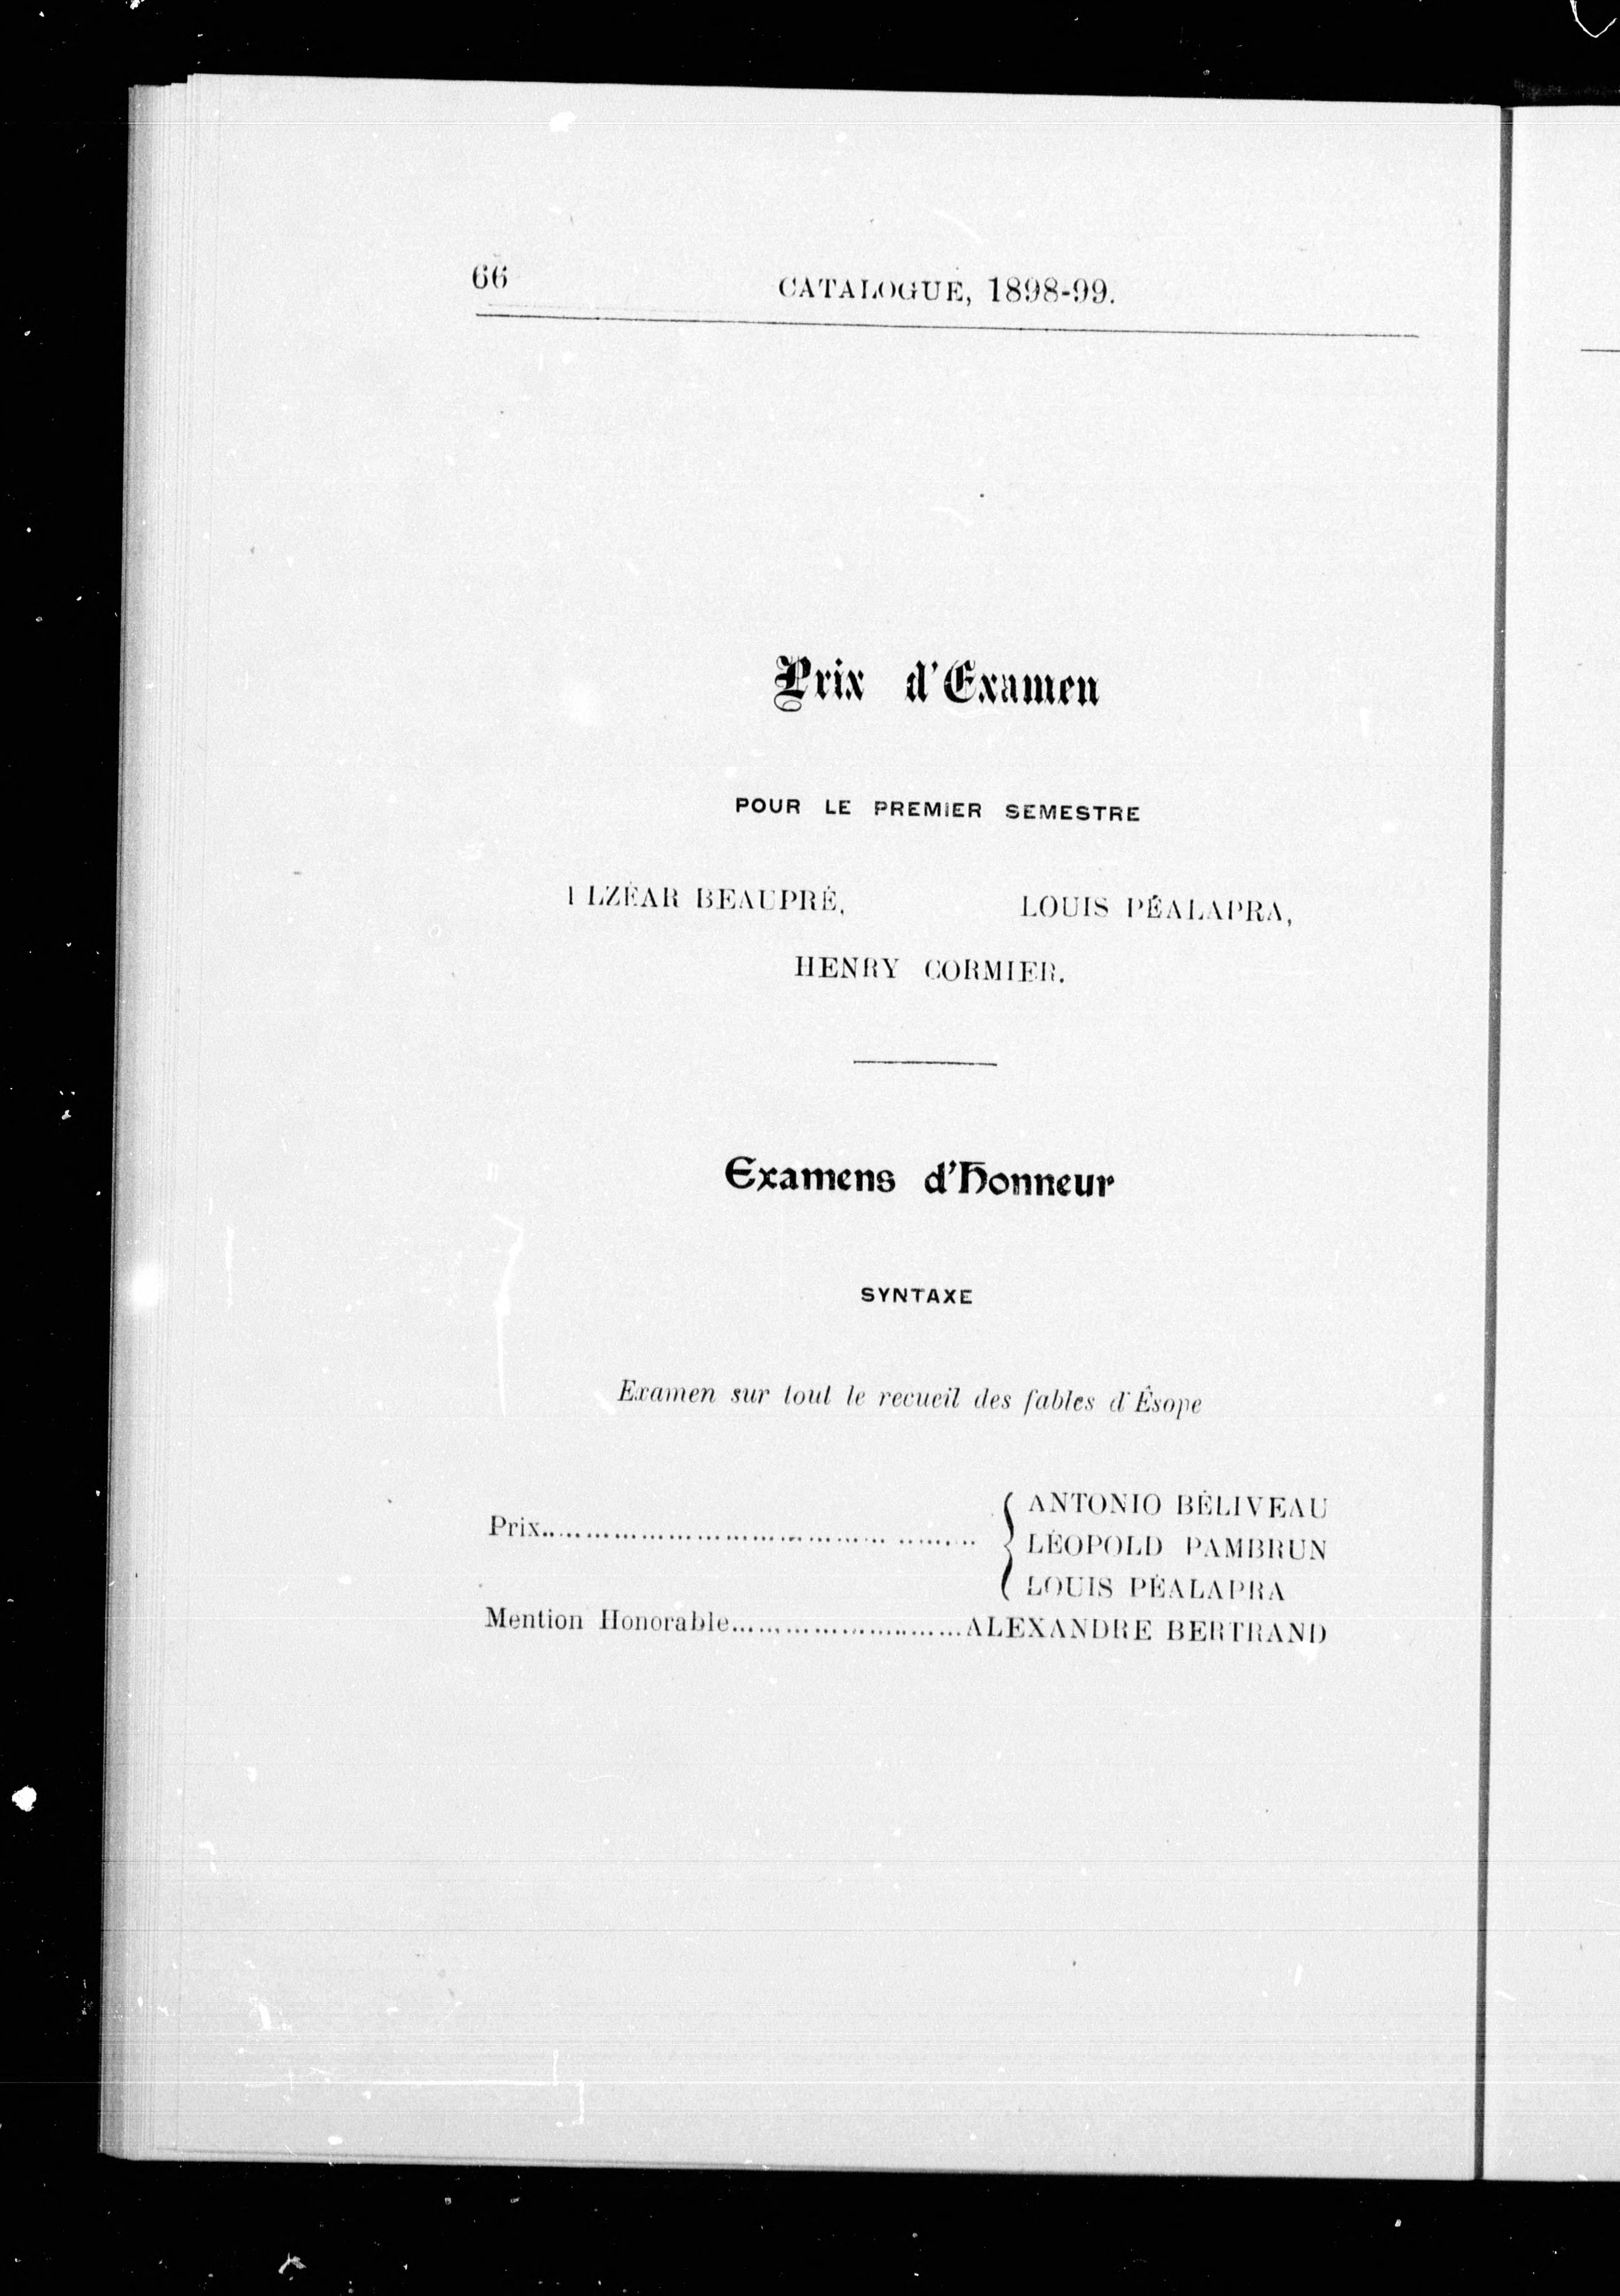 66 CATALOGUE, 1898-99.
Prix d'Examen
POUR LE PREMIER SEMESTRE
ELZÉAR BEAUPRÉ, LOUIS PÉALAPRA,
HENRY CORMIER.
Examens d'Honneur
SYNTAXE
Examen sur tout le recueil des fables d'Ésope
ANTONIO BÉLIVEAU
Prix................................................ { LÉOPOLD PAMBRUN
LOUIS PÉALAPRA
Mention Honorable..........................ALEXANDRE BERTRAND